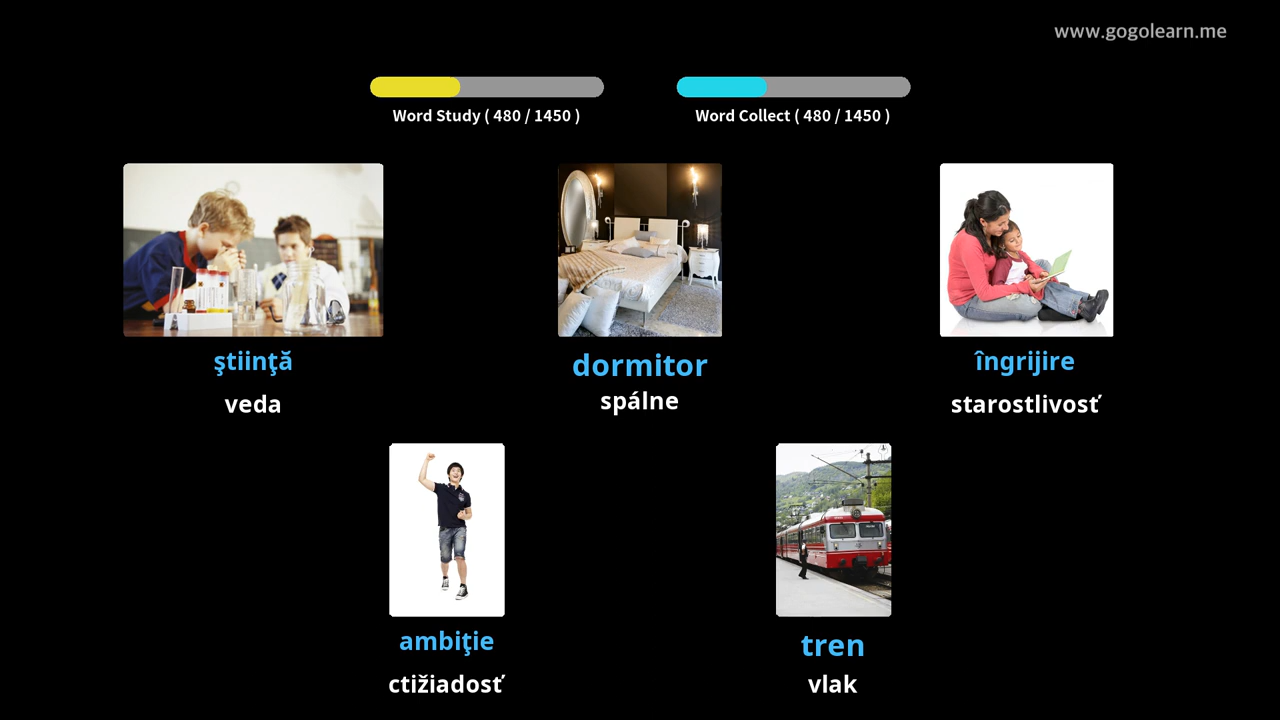 www.gogolearn.me
Word Study ( 480 / 1450 )
Word Collect ( 480 / 1450 )
ştiinţă
veda
dormitor
spálne
îngrijire
starostlivosť
ambiţie
ctižiadosť
tren
vlak